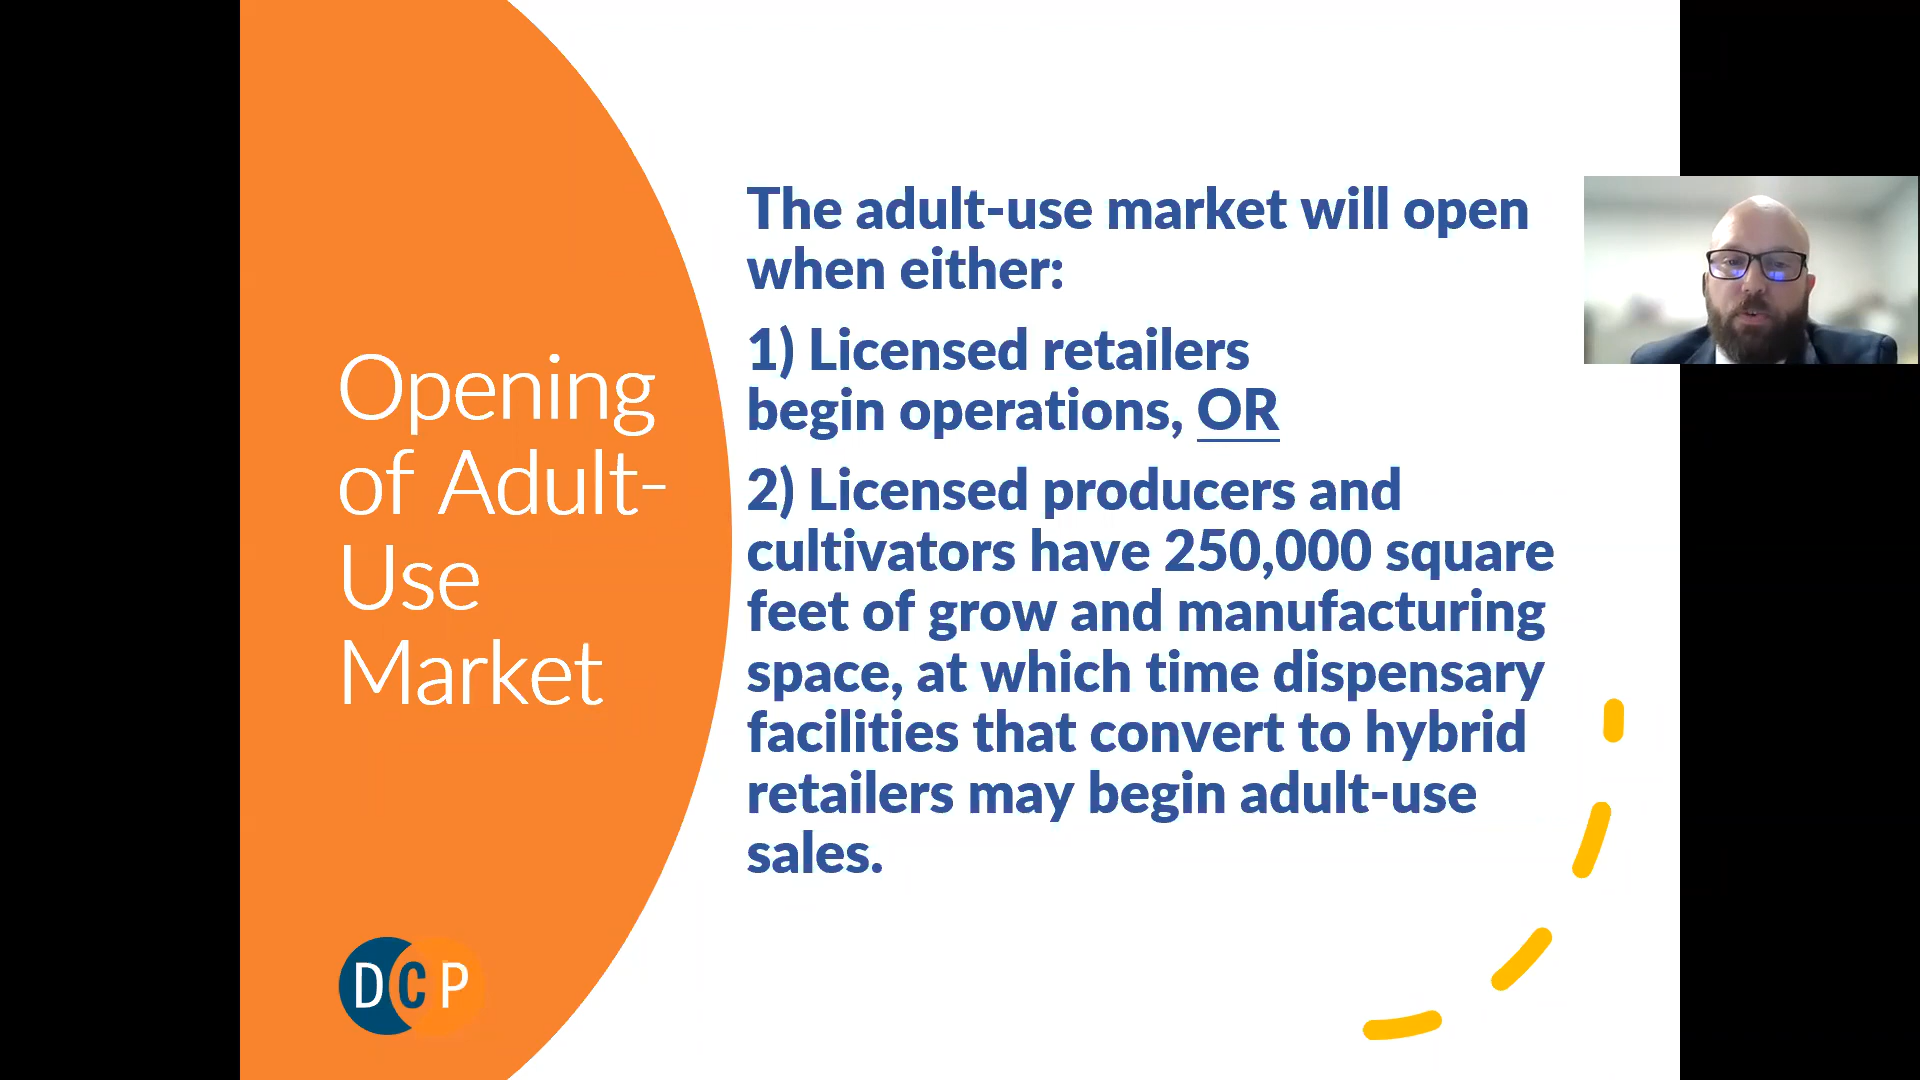 Opening
of Adult-
Use
Market
The adult-use market will open
when either:
1) Licensed retailers
begin operations, OR
2) Licensed producers and
cultivators have 250,000 square
feet of grow and manufacturing
space, at which time dispensary
facilities that convert to hybrid
retailers may begin adult-use
sales.
DCP